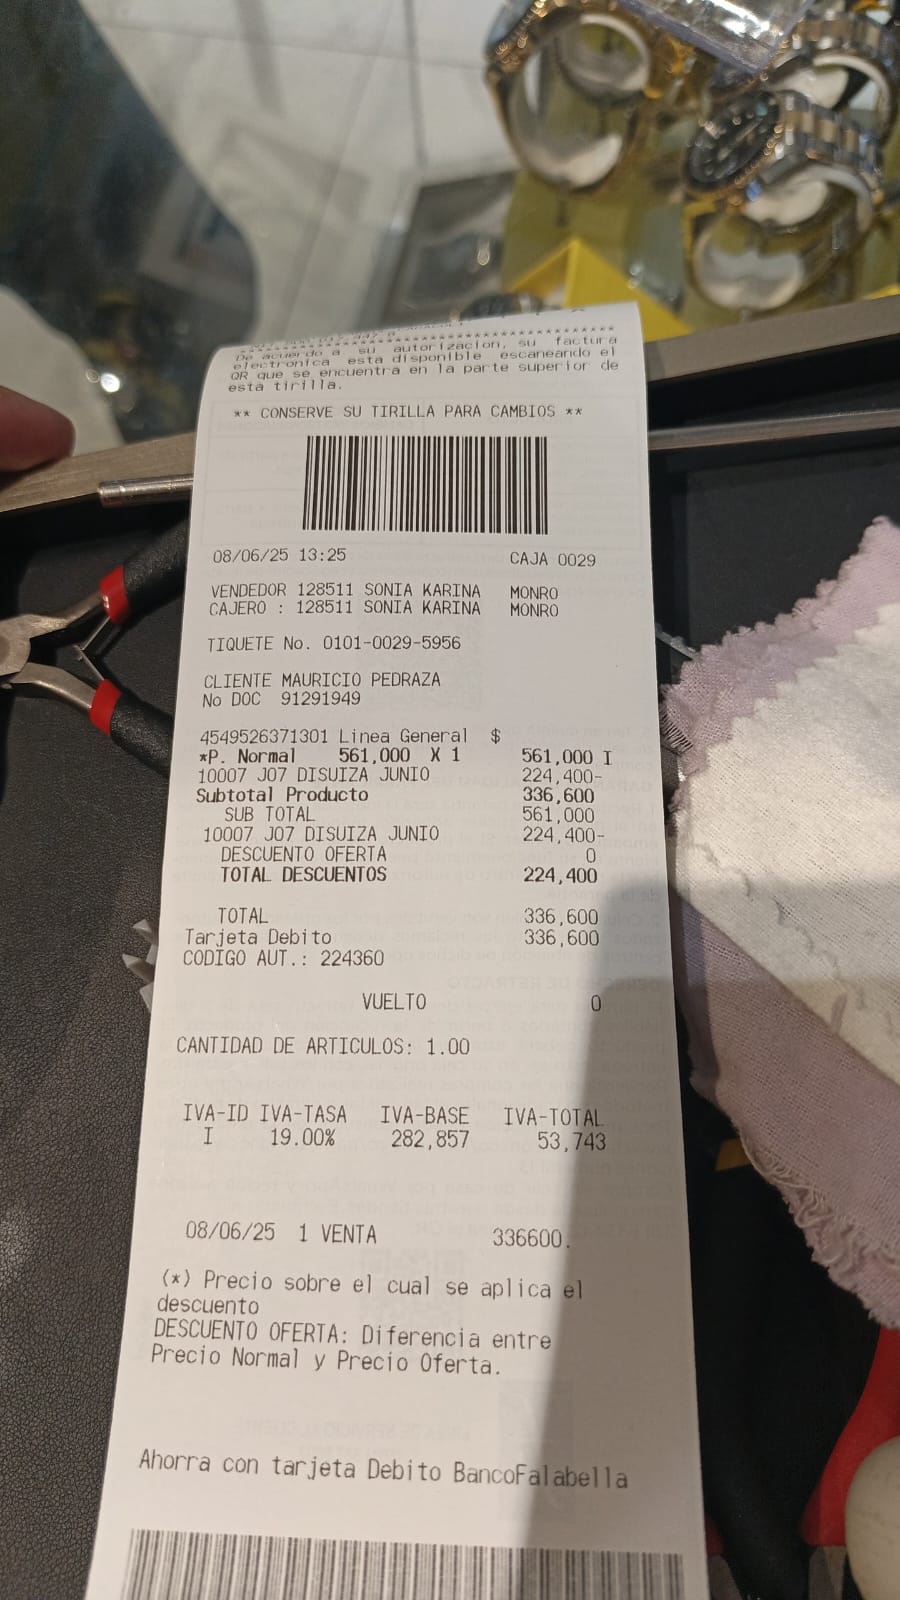 De acuerdo a su autorizacion, su factura
electronica esta disponible escaneando el
QR que se encuentra en la parte superior de
esta tirilla.
** CONSERVE SU TIRILLA PARA CAMBIOS **
08/06/25 13:25 CAJA 0029
VENDEDOR 128511 SONIA KARINA MONRO
CAJERO : 128511 SONIA KARINA MONRO
TIQUETE No. 0101-0029-5956
CLIENTE MAURICIO PEDRAZA
No DOC 91291949
4549526371301 Linea General $
*P. Normal 561,000 X 1 561,000 I
10007 J07 DISUIZA JUNIO 224,400-
Subtotal Producto 336,600
SUB TOTAL 561,000
10007 J07 DISUIZA JUNIO 224,400-
DESCUENTO OFERTA 0
TOTAL DESCUENTOS 224,400
TOTAL 336,600
Tarjeta Debito 336,600
CODIGO AUT.: 224360
VUELTO 0
CANTIDAD DE ARTICULOS: 1.00
IVA-ID IVA-TASA IVA-BASE IVA-TOTAL
I 19.00% 282,857 53,743
08/06/25 1 VENTA 336600.
(*) Precio sobre el cual se aplica el
descuento
DESCUENTO OFERTA: Diferencia entre
Precio Normal y Precio Oferta.
Ahorra con tarjeta Debito BancoFalabella